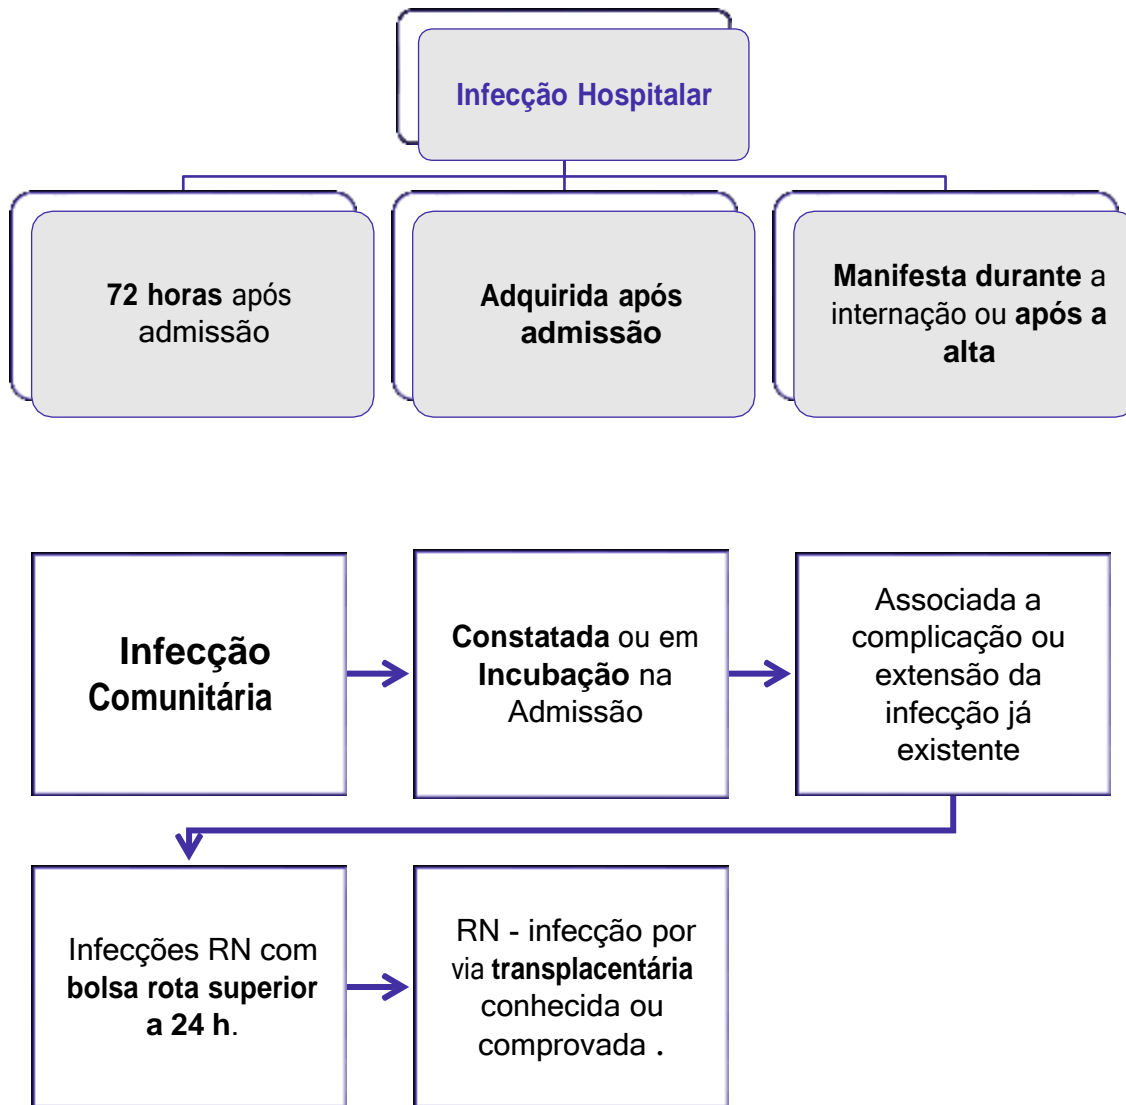 Infecção Hospitalar
72 horas após
admissão
Adquirida após
admissão
Manifesta durante a
internação ou após a
alta
Infecção
Comunitária
Constatada ou em
Incubação na
Admissão
Associada a
complicação ou
extensão da
infecção já
existente
Infecções RN com
bolsa rota superior
a 24 h.
RN - infecção por
via transplacentária
conhecida ou
comprovada .